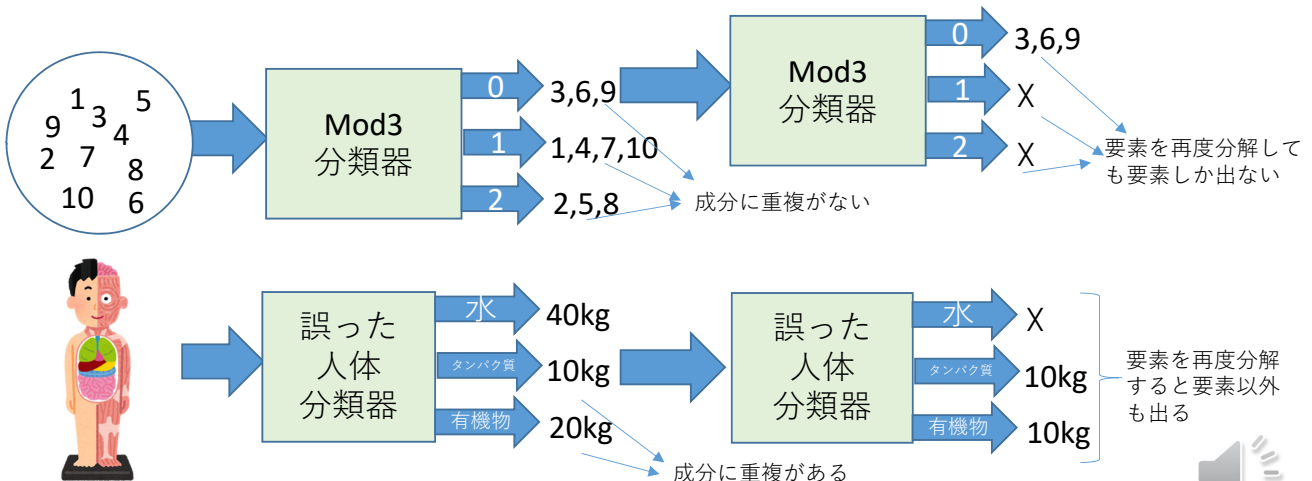 1
5
9
3
4
2
7
8
10
6
Mod3
分類器
0
3,6,9
1
1,4,7,10
2
2,5,8
成分に重複がない
Mod3
分類器
0
3,6,9
1
X
2
X
要素を再度分解して
も要素しか出ない
誤った
人体
分類器
水
40kg
タンパク質
10kg
有機物
20kg
成分に重複がある
誤った
人体
分類器
水
X
タンパク質
10kg
有機物
10kg
要素を再度分解
すると要素以外
も出る